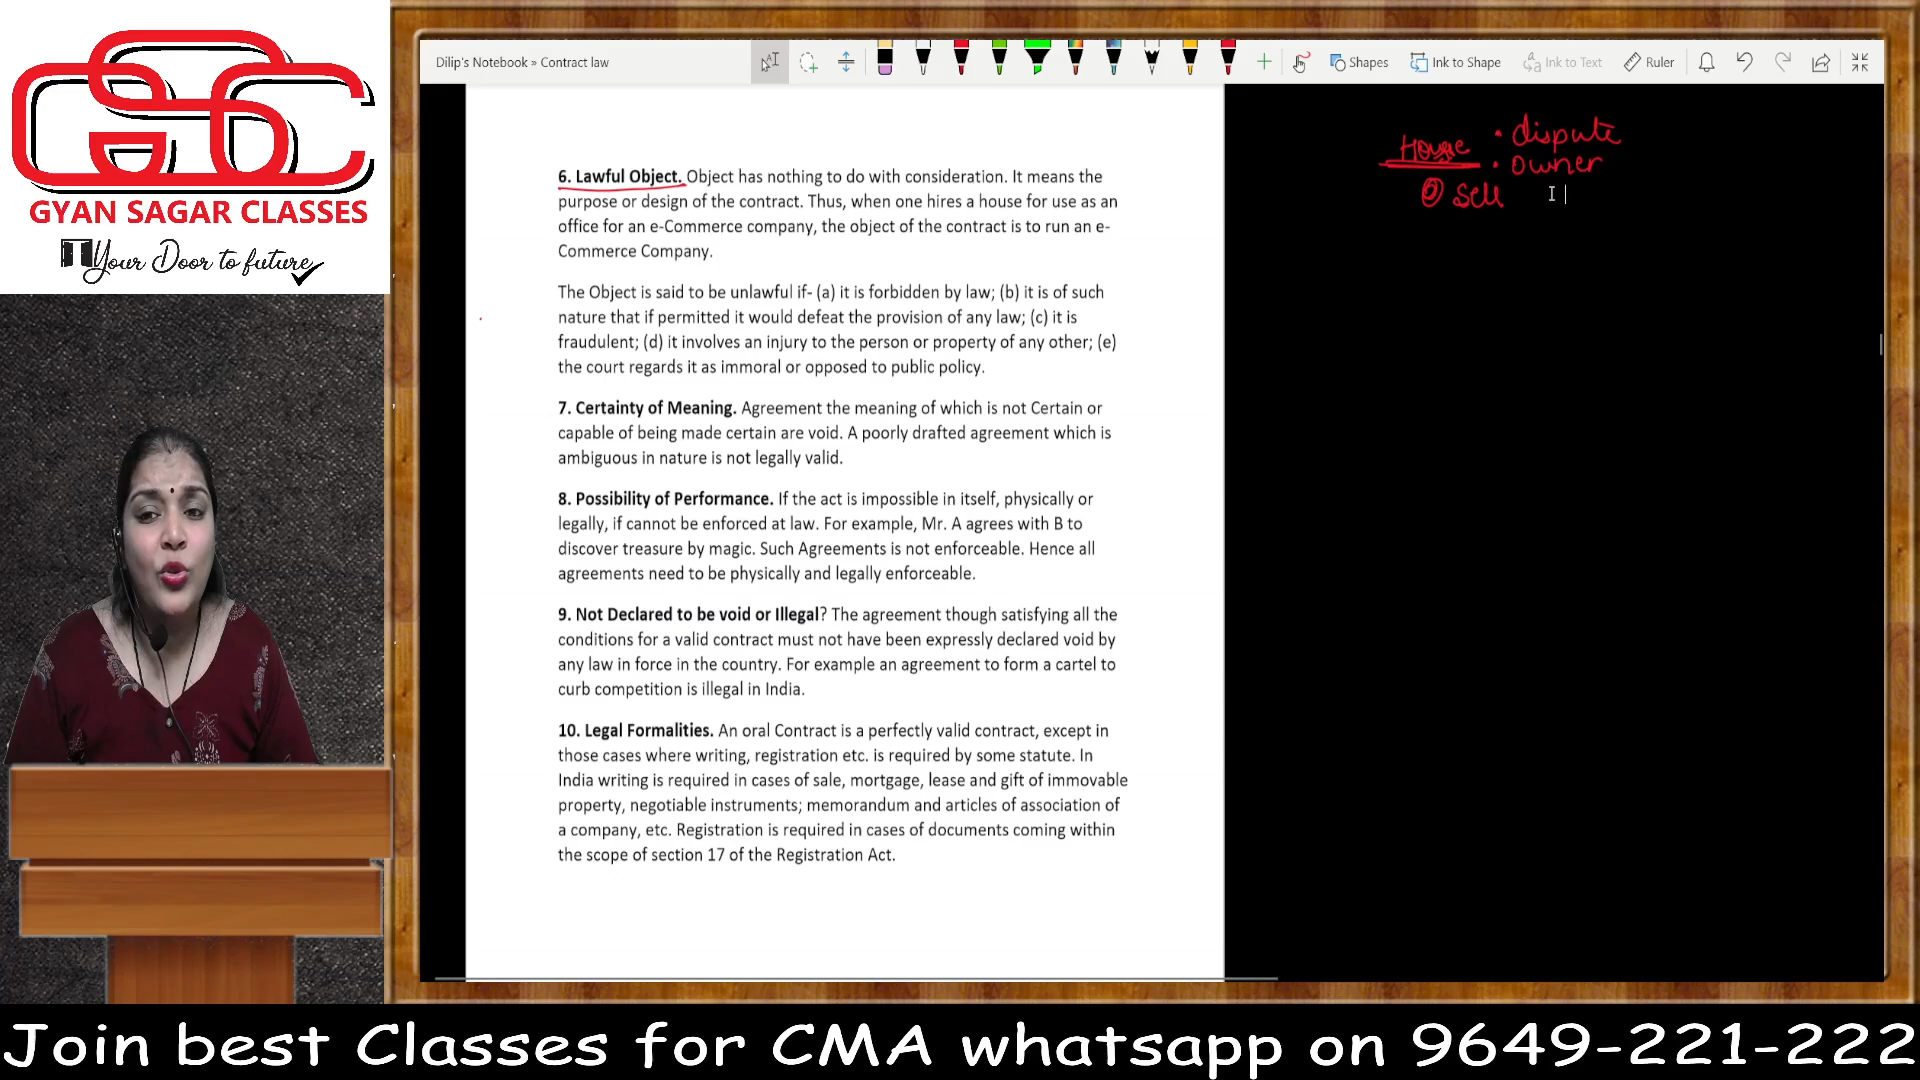 GSC
GYAN SAGAR CLASSES
Your Door to future
Dilip's Notebook » Contract law
Shapes
Ink to Shape
Ink to Text
Ruler
6. Lawful Object. Object has nothing to do with consideration. It means the
purpose or design of the contract. Thus, when one hires a house for use as an
office for an e-Commerce company, the object of the contract is to run an e-
Commerce Company.
The Object is said to be unlawful if- (a) it is forbidden by law; (b) it is of such
nature that if permitted it would defeat the provision of any law; (c) it is
fraudulent; (d) it involves an injury to the person or property of any other; (e)
the court regards it as immoral or opposed to public policy.
7. Certainty of Meaning. Agreement the meaning of which is not Certain or
capable of being made certain are void. A poorly drafted agreement which is
ambiguous in nature is not legally valid.
8. Possibility of Performance. If the act is impossible in itself, physically or
legally, if cannot be enforced at law. For example, Mr. A agrees with B to
discover treasure by magic. Such Agreements is not enforceable. Hence all
agreements need to be physically and legally enforceable.
9. Not Declared to be void or Illegal? The agreement though satisfying all the
conditions for a valid contract must not have been expressly declared void by
any law in force in the country. For example an agreement to form a cartel to
curb competition is illegal in India.
10. Legal Formalities. An oral Contract is a perfectly valid contract, except in
those cases where writing, registration etc. is required by some statute. In
India writing is required in cases of sale, mortgage, lease and gift of immovable
property, negotiable instruments; memorandum and articles of association of
a company, etc. Registration is required in cases of documents coming within
the scope of section 17 of the Registration Act.
House • dispute
• owner
sell
Join best Classes for CMA whatsapp on 9649-221-222